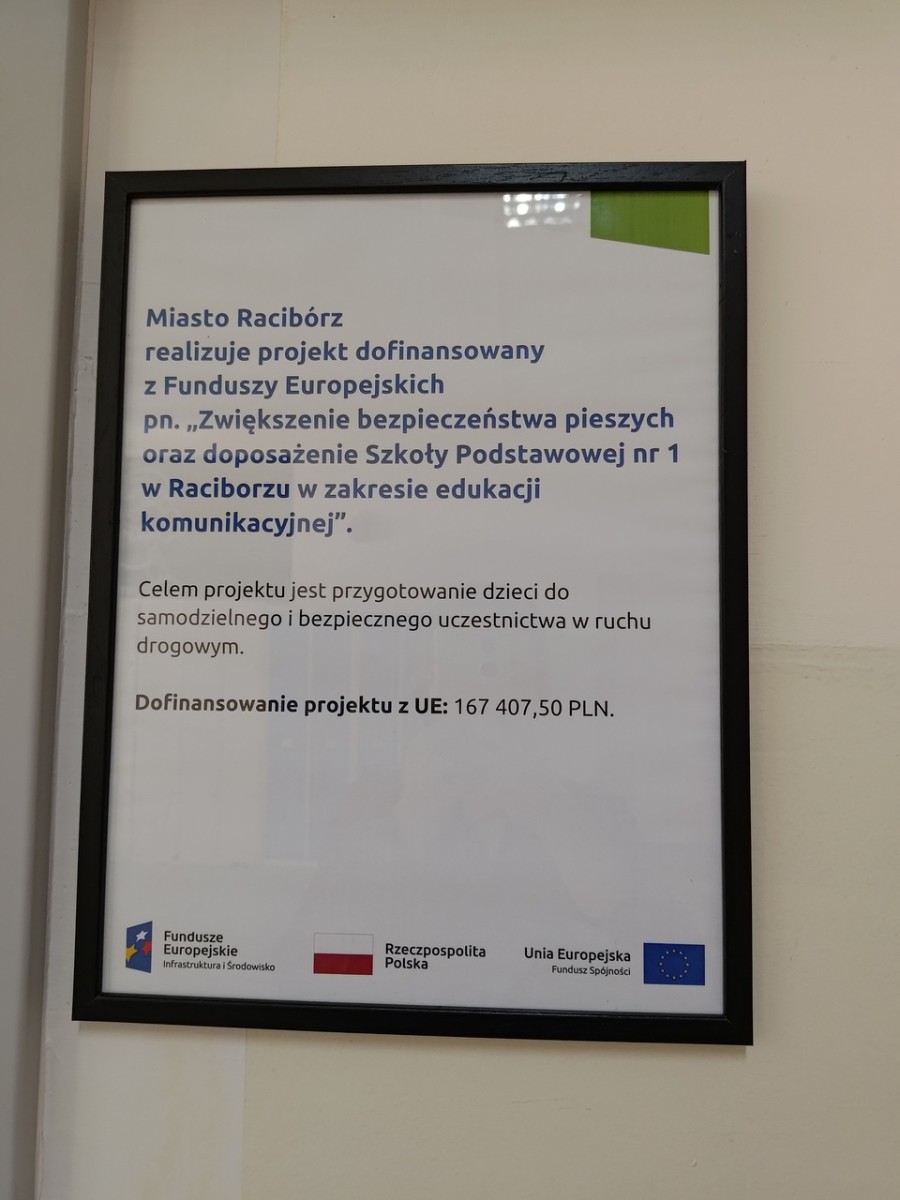 Miasto Racibórz
realizuje projekt dofinansowany
z Funduszy Europejskich
pn. „Zwiększenie bezpieczeństwa pieszych
oraz doposażenie Szkoły Podstawowej nr 1
w Raciborzu w zakresie edukacji
komunikacyjnej”.
Celem projektu jest przygotowanie dzieci do
samodzielnego i bezpiecznego uczestnictwa w ruchu
drogowym.
Dofinansowanie projektu z UE: 167 407,50 PLN.
Fundusze
Europejskie
Infrastruktura i Środowisko
Rzeczpospolita
Polska
Unia Europejska
Fundusz Spójności